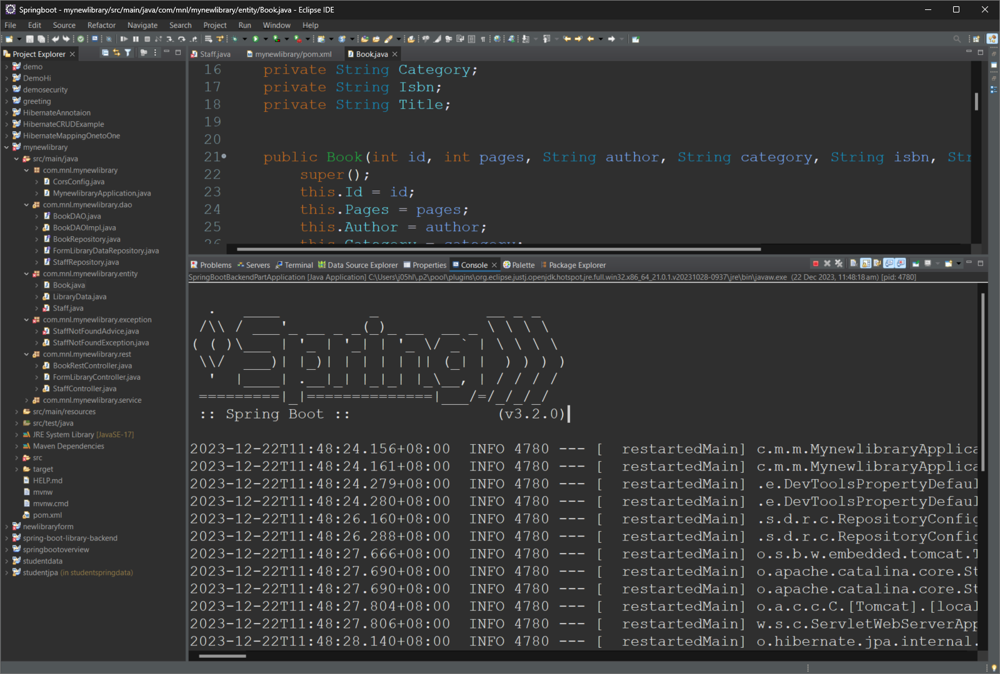 Springboot - mynewlibrary/src/main/java/com/mnl/mynewlibrary/entity/Book.java - Eclipse IDE
File Edit Source Refactor Navigate Search Project Run Window Help
Project Explorer
demo
DemoHi
demosecurity
greeting
HibernateAnnotaion
HibernateCRUDExample
HibernateMappingOnetoOne
mynewlibrary
src/main/java
com.mnl.mynewlibrary
CorsConfig.java
MynewlibraryApplication.java
com.mnl.mynewlibrary.dao
BookDAO.java
BookDAOImpl.java
BookRepository.java
FormLibraryDataRepository.java
StaffRepository.java
com.mnl.mynewlibrary.entity
Book.java
LibraryData.java
Staff.java
com.mnl.mynewlibrary.exception
StaffNotFoundAdvice.java
StaffNotFoundException.java
com.mnl.mynewlibrary.rest
BookRestController.java
FormLibraryController.java
StaffController.java
com.mnl.mynewlibrary.service
src/main/resources
src/test/java
JRE System Library [JavaSE-17]
Maven Dependencies
src
target
HELP.md
mvnw
mvnw.cmd
pom.xml
newlibraryform
spring-boot-library-backend
springbootoverview
studentdata
studentjpa (in studentspringdata)
Staff.java mynewlibrary/pom.xml Book.java
16 private String Category;
17 private String Isbn;
18 private String Title;
19
20
21 public Book(int id, int pages, String author, String category, String isbn, Str
22 super();
23 this.Id = id;
24 this.Pages = pages;
25 this.Author = author;
26 this.Category = category;
Problems Servers Terminal Data Source Explorer Properties Console Palette Package Explorer
SpringBootBackendPartApplication [Java Application] C:\Users\j05hl\.p2\pool\plugins\org.eclipse.justj.openjdk.hotspot.jre.full.win32.x86_64_21.0.1.v20231028-0937\jre\bin\javaw.exe (22 Dec 2023, 11:48:18 am) [pid: 4780]
  .   ____          _            __ _ _
 /\\ / ___'_ __ _ _(_)_ __  __ _ \ \ \ \
( ( )\___ | '_ | '_| | '_ \/ _` | \ \ \ \
 \\/  ___)| |_)| | | | | || (_| |  ) ) ) )
  '  |____| .__|_| |_|_| |_\__, | / / / /
 =========|_|==============|___/=/_/_/_/
:: Spring Boot :: (v3.2.0)
2023-12-22T11:48:24.156+08:00 INFO 4780 --- [ restartedMain] c.m.m.MynewlibraryApplica
2023-12-22T11:48:24.161+08:00 INFO 4780 --- [ restartedMain] c.m.m.MynewlibraryApplica
2023-12-22T11:48:24.279+08:00 INFO 4780 --- [ restartedMain] .e.DevToolsPropertyDefaul
2023-12-22T11:48:24.280+08:00 INFO 4780 --- [ restartedMain] .e.DevToolsPropertyDefaul
2023-12-22T11:48:26.160+08:00 INFO 4780 --- [ restartedMain] .s.d.r.c.RepositoryConfig
2023-12-22T11:48:26.288+08:00 INFO 4780 --- [ restartedMain] .s.d.r.c.RepositoryConfig
2023-12-22T11:48:27.666+08:00 INFO 4780 --- [ restartedMain] o.s.b.w.embedded.tomcat.T
2023-12-22T11:48:27.690+08:00 INFO 4780 --- [ restartedMain] o.apache.catalina.core.St
2023-12-22T11:48:27.690+08:00 INFO 4780 --- [ restartedMain] o.apache.catalina.core.St
2023-12-22T11:48:27.804+08:00 INFO 4780 --- [ restartedMain] o.a.c.c.C.[Tomcat].[local
2023-12-22T11:48:27.806+08:00 INFO 4780 --- [ restartedMain] w.s.c.ServletWebServerApp
2023-12-22T11:48:28.140+08:00 INFO 4780 --- [ restartedMain] o.hibernate.jpa.internal.